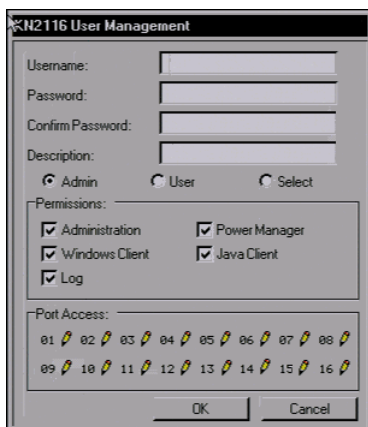 KN2116 User Management
Username:
Password:
Confirm Password:
Description:
Admin User Select
Permissions:
Administration Power Manager
Windows Client Java Client
Log
Port Access:
01 02 03 04 05 06 07 08
09 10 11 12 13 14 15 16
OK Cancel